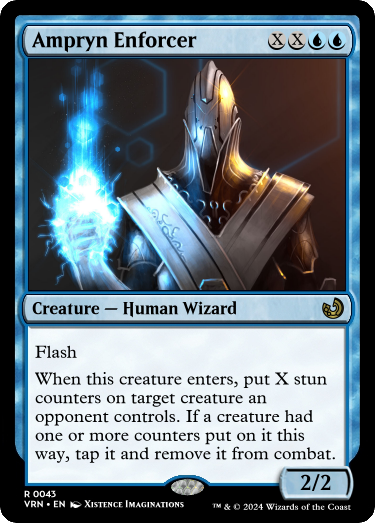 Ampryn Enforcer XXUU
Creature — Human Wizard
Flash
When this creature enters, put X stun
counters on target creature an
opponent controls. If a creature had
one or more counters put on it this
way, tap it and remove it from combat.
2/2
R 0043
VRN • EN Xistence Imaginations ™ & © 2024 Wizards of the Coast